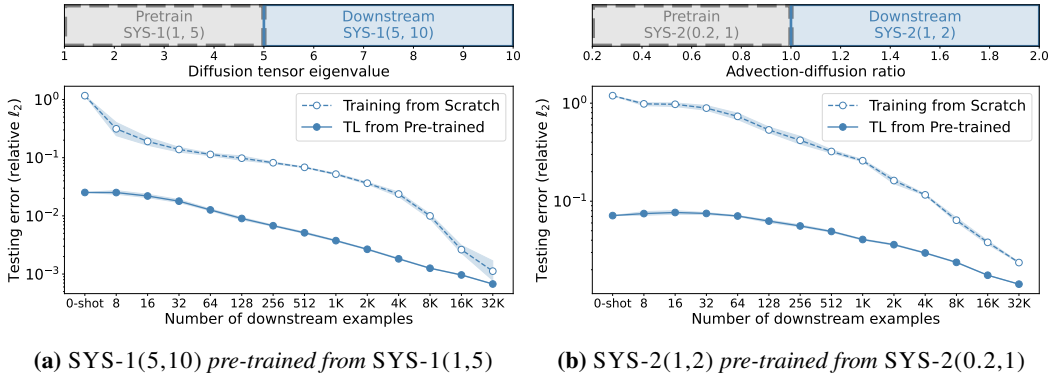 Pretrain
SYS-1(1, 5)
Downstream
SYS-1(5, 10)
1 2 3 4 5 6 7 8 9 10
Diffusion tensor eigenvalue
Testing error (relative ℓ₂)
10⁰
10⁻¹
10⁻²
10⁻³
Training from Scratch
TL from Pre-trained
0-shot 8 16 32 64 128 256 512 1K 2K 4K 8K 16K 32K
Number of downstream examples
(a) SYS-1(5,10) pre-trained from SYS-1(1,5)
Pretrain
SYS-2(0.2, 1)
Downstream
SYS-2(1, 2)
0.2 0.4 0.6 0.8 1.0 1.2 1.4 1.6 1.8 2.0
Advection-diffusion ratio
Testing error (relative ℓ₂)
10⁰
10⁻¹
Training from Scratch
TL from Pre-trained
0-shot 8 16 32 64 128 256 512 1K 2K 4K 8K 16K 32K
Number of downstream examples
(b) SYS-2(1,2) pre-trained from SYS-2(0.2,1)